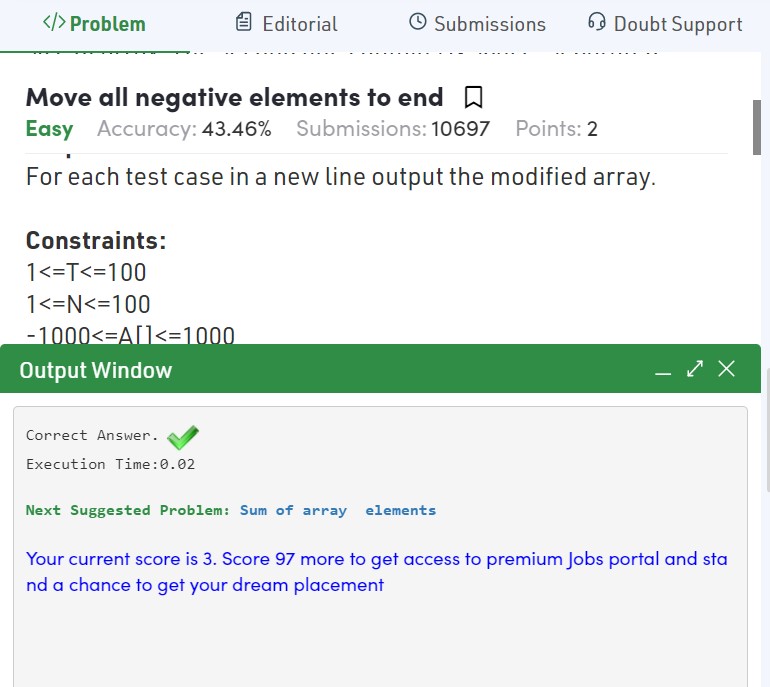 </> Problem
Editorial
Submissions
Doubt Support
Move all negative elements to end
Easy Accuracy: 43.46% Submissions: 10697 Points: 2
For each test case in a new line output the modified array.
Constraints:
1<=T<=100
1<=N<=100
-1000<=A[]<=1000
Output Window
Correct Answer.
Execution Time:0.02
Next Suggested Problem: Sum of array elements
Your current score is 3. Score 97 more to get access to premium Jobs portal and sta
nd a chance to get your dream placement